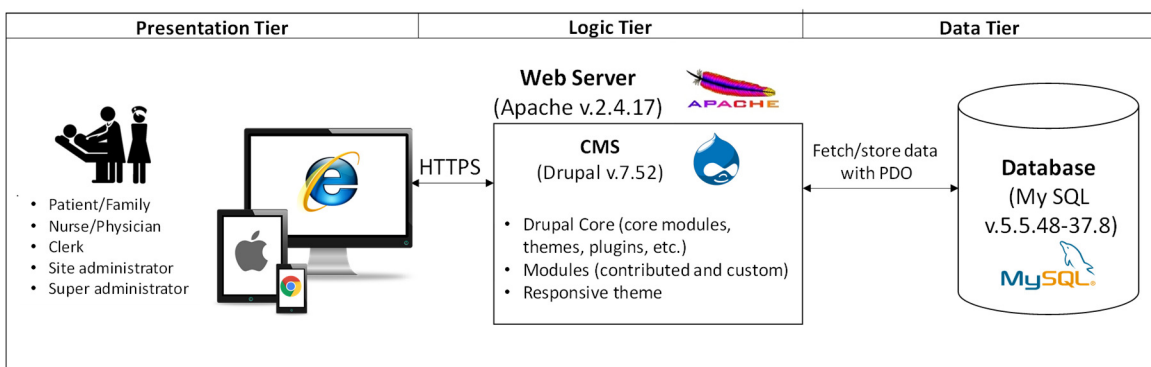 Presentation Tier
Logic Tier
Data Tier
Patient/Family
Nurse/Physician
Clerk
Site administrator
Super administrator
HTTPS
Web Server
(Apache v.2.4.17)
APACHE
CMS
(Drupal v.7.52)
• Drupal Core (core modules,
themes, plugins, etc.)
• Modules (contributed and custom)
• Responsive theme
Fetch/store data
with PDO
Database
(My SQL
v.5.5.48-37.8)
MySQL